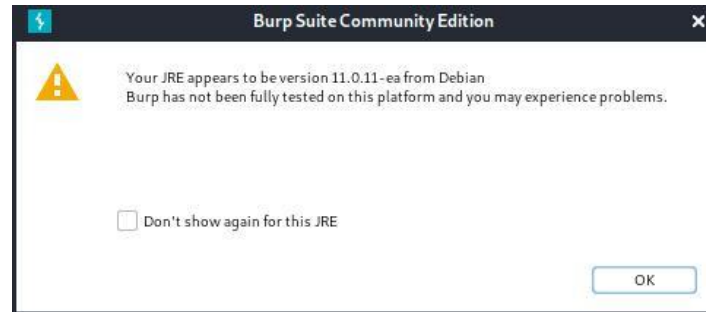 Burp Suite Community Edition
Your JRE appears to be version 11.0.11-ea from Debian
Burp has not been fully tested on this platform and you may experience problems.
Don't show again for this JRE
OK